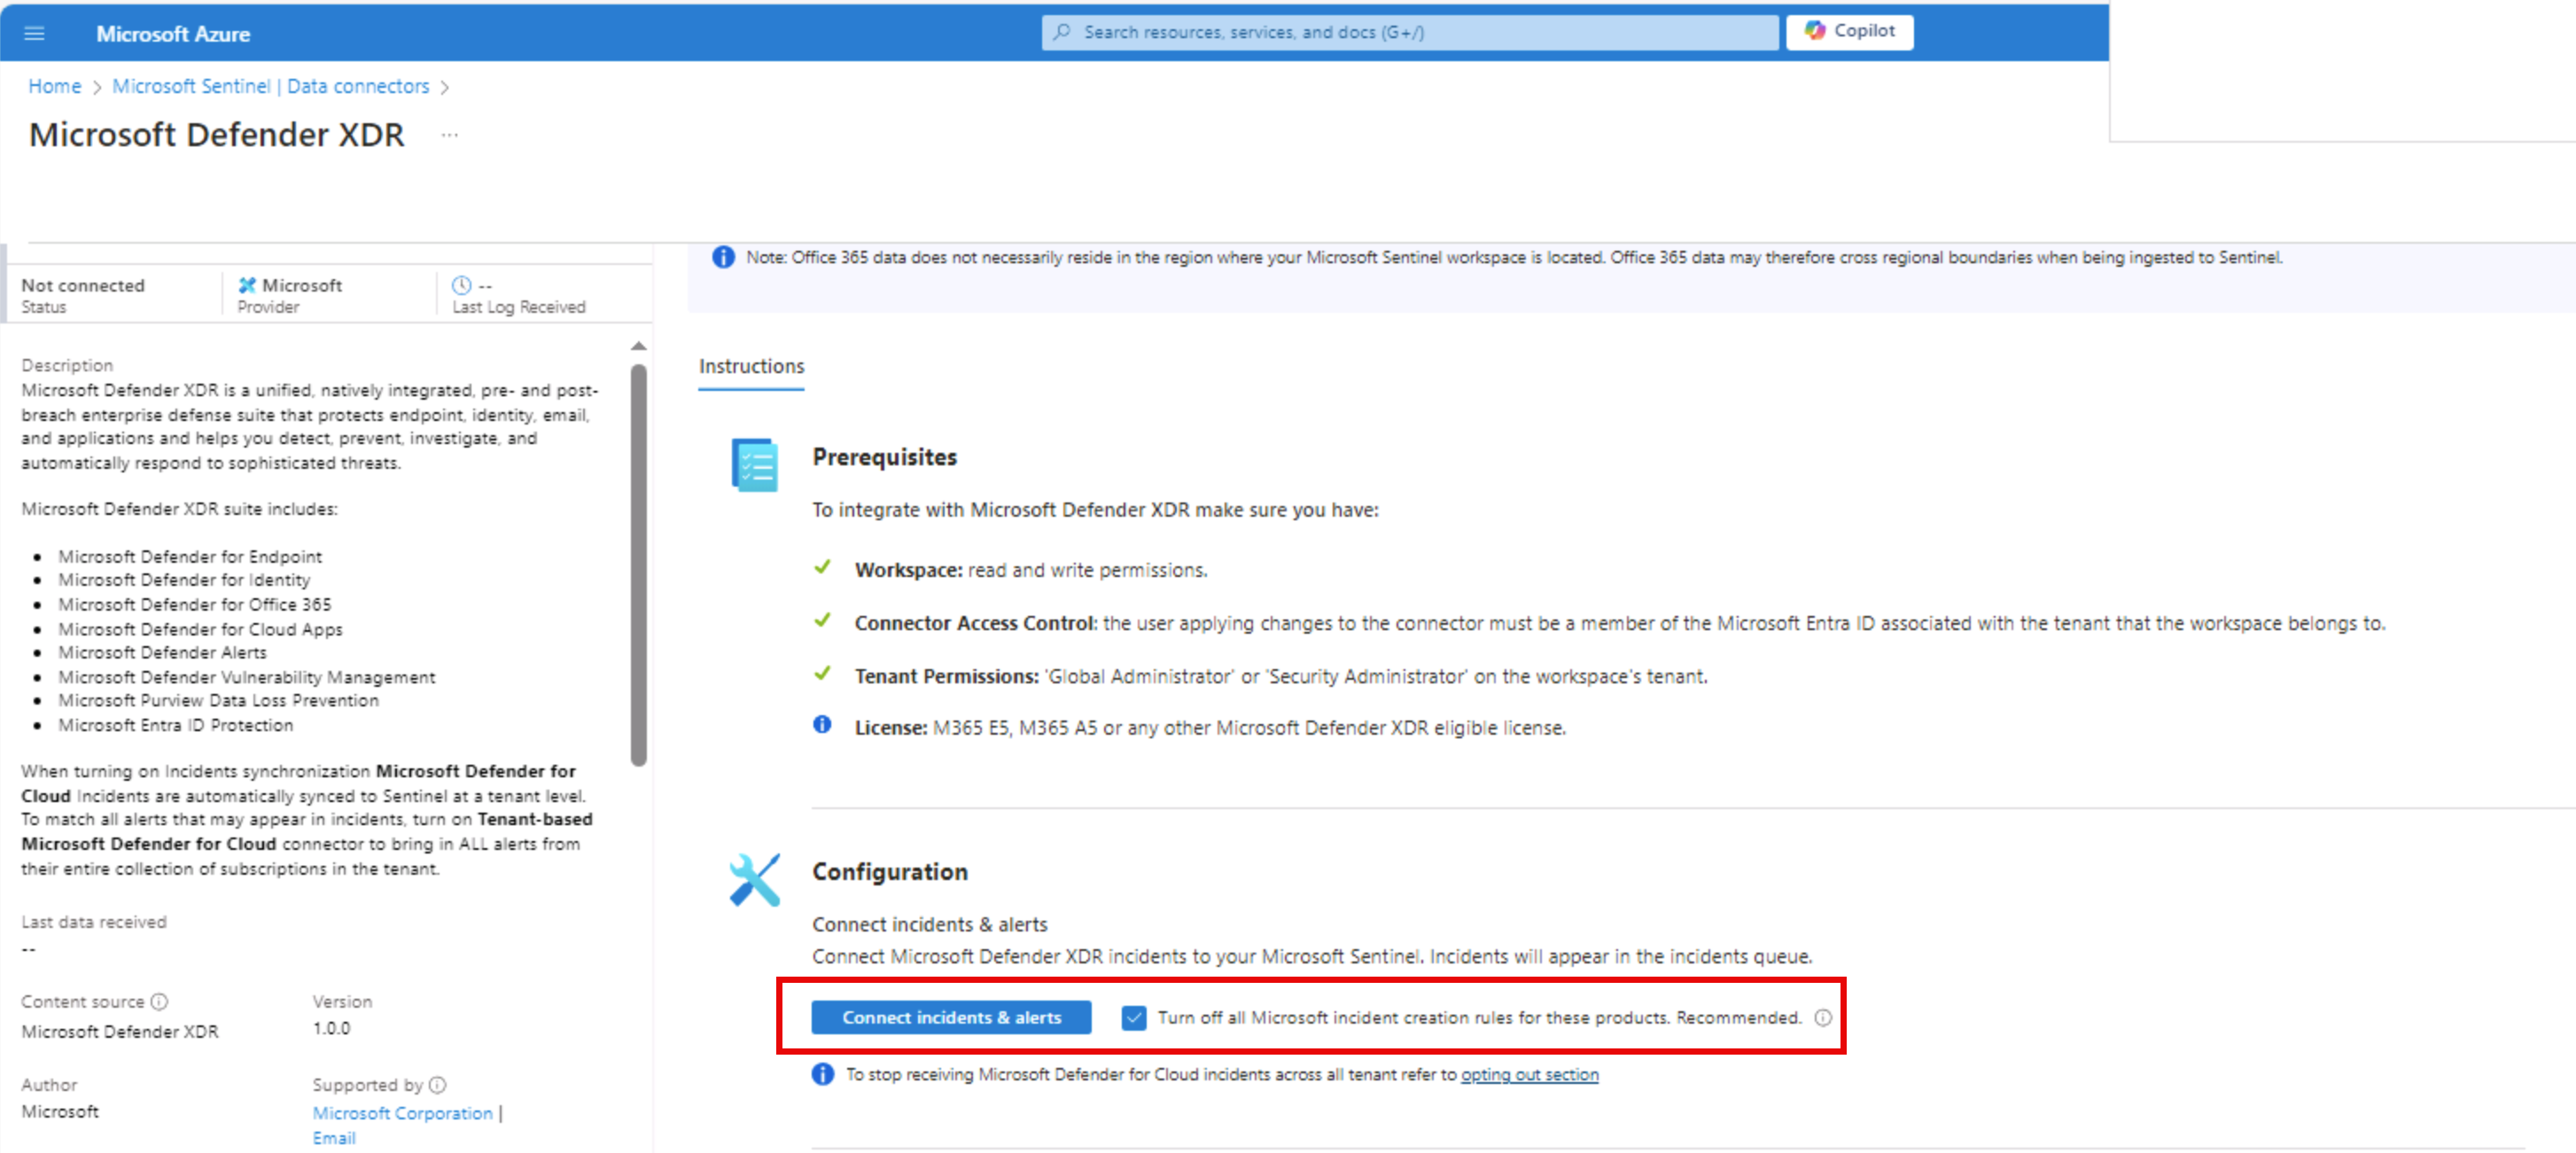 Microsoft Azure
Search resources, services, and docs (G+/)
Copilot
Home > Microsoft Sentinel | Data connectors >
Microsoft Defender XDR ...
Not connected
Status
Microsoft
Provider
--
Last Log Received
Description
Microsoft Defender XDR is a unified, natively integrated, pre- and post-
breach enterprise defense suite that protects endpoint, identity, email,
and applications and helps you detect, prevent, investigate, and
automatically respond to sophisticated threats.
Microsoft Defender XDR suite includes:
• Microsoft Defender for Endpoint
• Microsoft Defender for Identity
• Microsoft Defender for Office 365
• Microsoft Defender for Cloud Apps
• Microsoft Defender Alerts
• Microsoft Defender Vulnerability Management
• Microsoft Purview Data Loss Prevention
• Microsoft Entra ID Protection
When turning on Incidents synchronization Microsoft Defender for
Cloud Incidents are automatically synced to Sentinel at a tenant level.
To match all alerts that may appear in incidents, turn on Tenant-based
Microsoft Defender for Cloud connector to bring in ALL alerts from
their entire collection of subscriptions in the tenant.
Last data received
--
Content source
Microsoft Defender XDR
Version
1.0.0
Author
Microsoft
Supported by
Microsoft Corporation |
Email
Note: Office 365 data does not necessarily reside in the region where your Microsoft Sentinel workspace is located. Office 365 data may therefore cross regional boundaries when being ingested to Sentinel.
Instructions
Prerequisites
To integrate with Microsoft Defender XDR make sure you have:
Workspace: read and write permissions.
Connector Access Control: the user applying changes to the connector must be a member of the Microsoft Entra ID associated with the tenant that the workspace belongs to.
Tenant Permissions: 'Global Administrator' or 'Security Administrator' on the workspace's tenant.
License: M365 E5, M365 A5 or any other Microsoft Defender XDR eligible license.
Configuration
Connect incidents & alerts
Connect Microsoft Defender XDR incidents to your Microsoft Sentinel. Incidents will appear in the incidents queue.
Connect incidents & alerts
Turn off all Microsoft incident creation rules for these products. Recommended.
To stop receiving Microsoft Defender for Cloud incidents across all tenant refer to opting out section